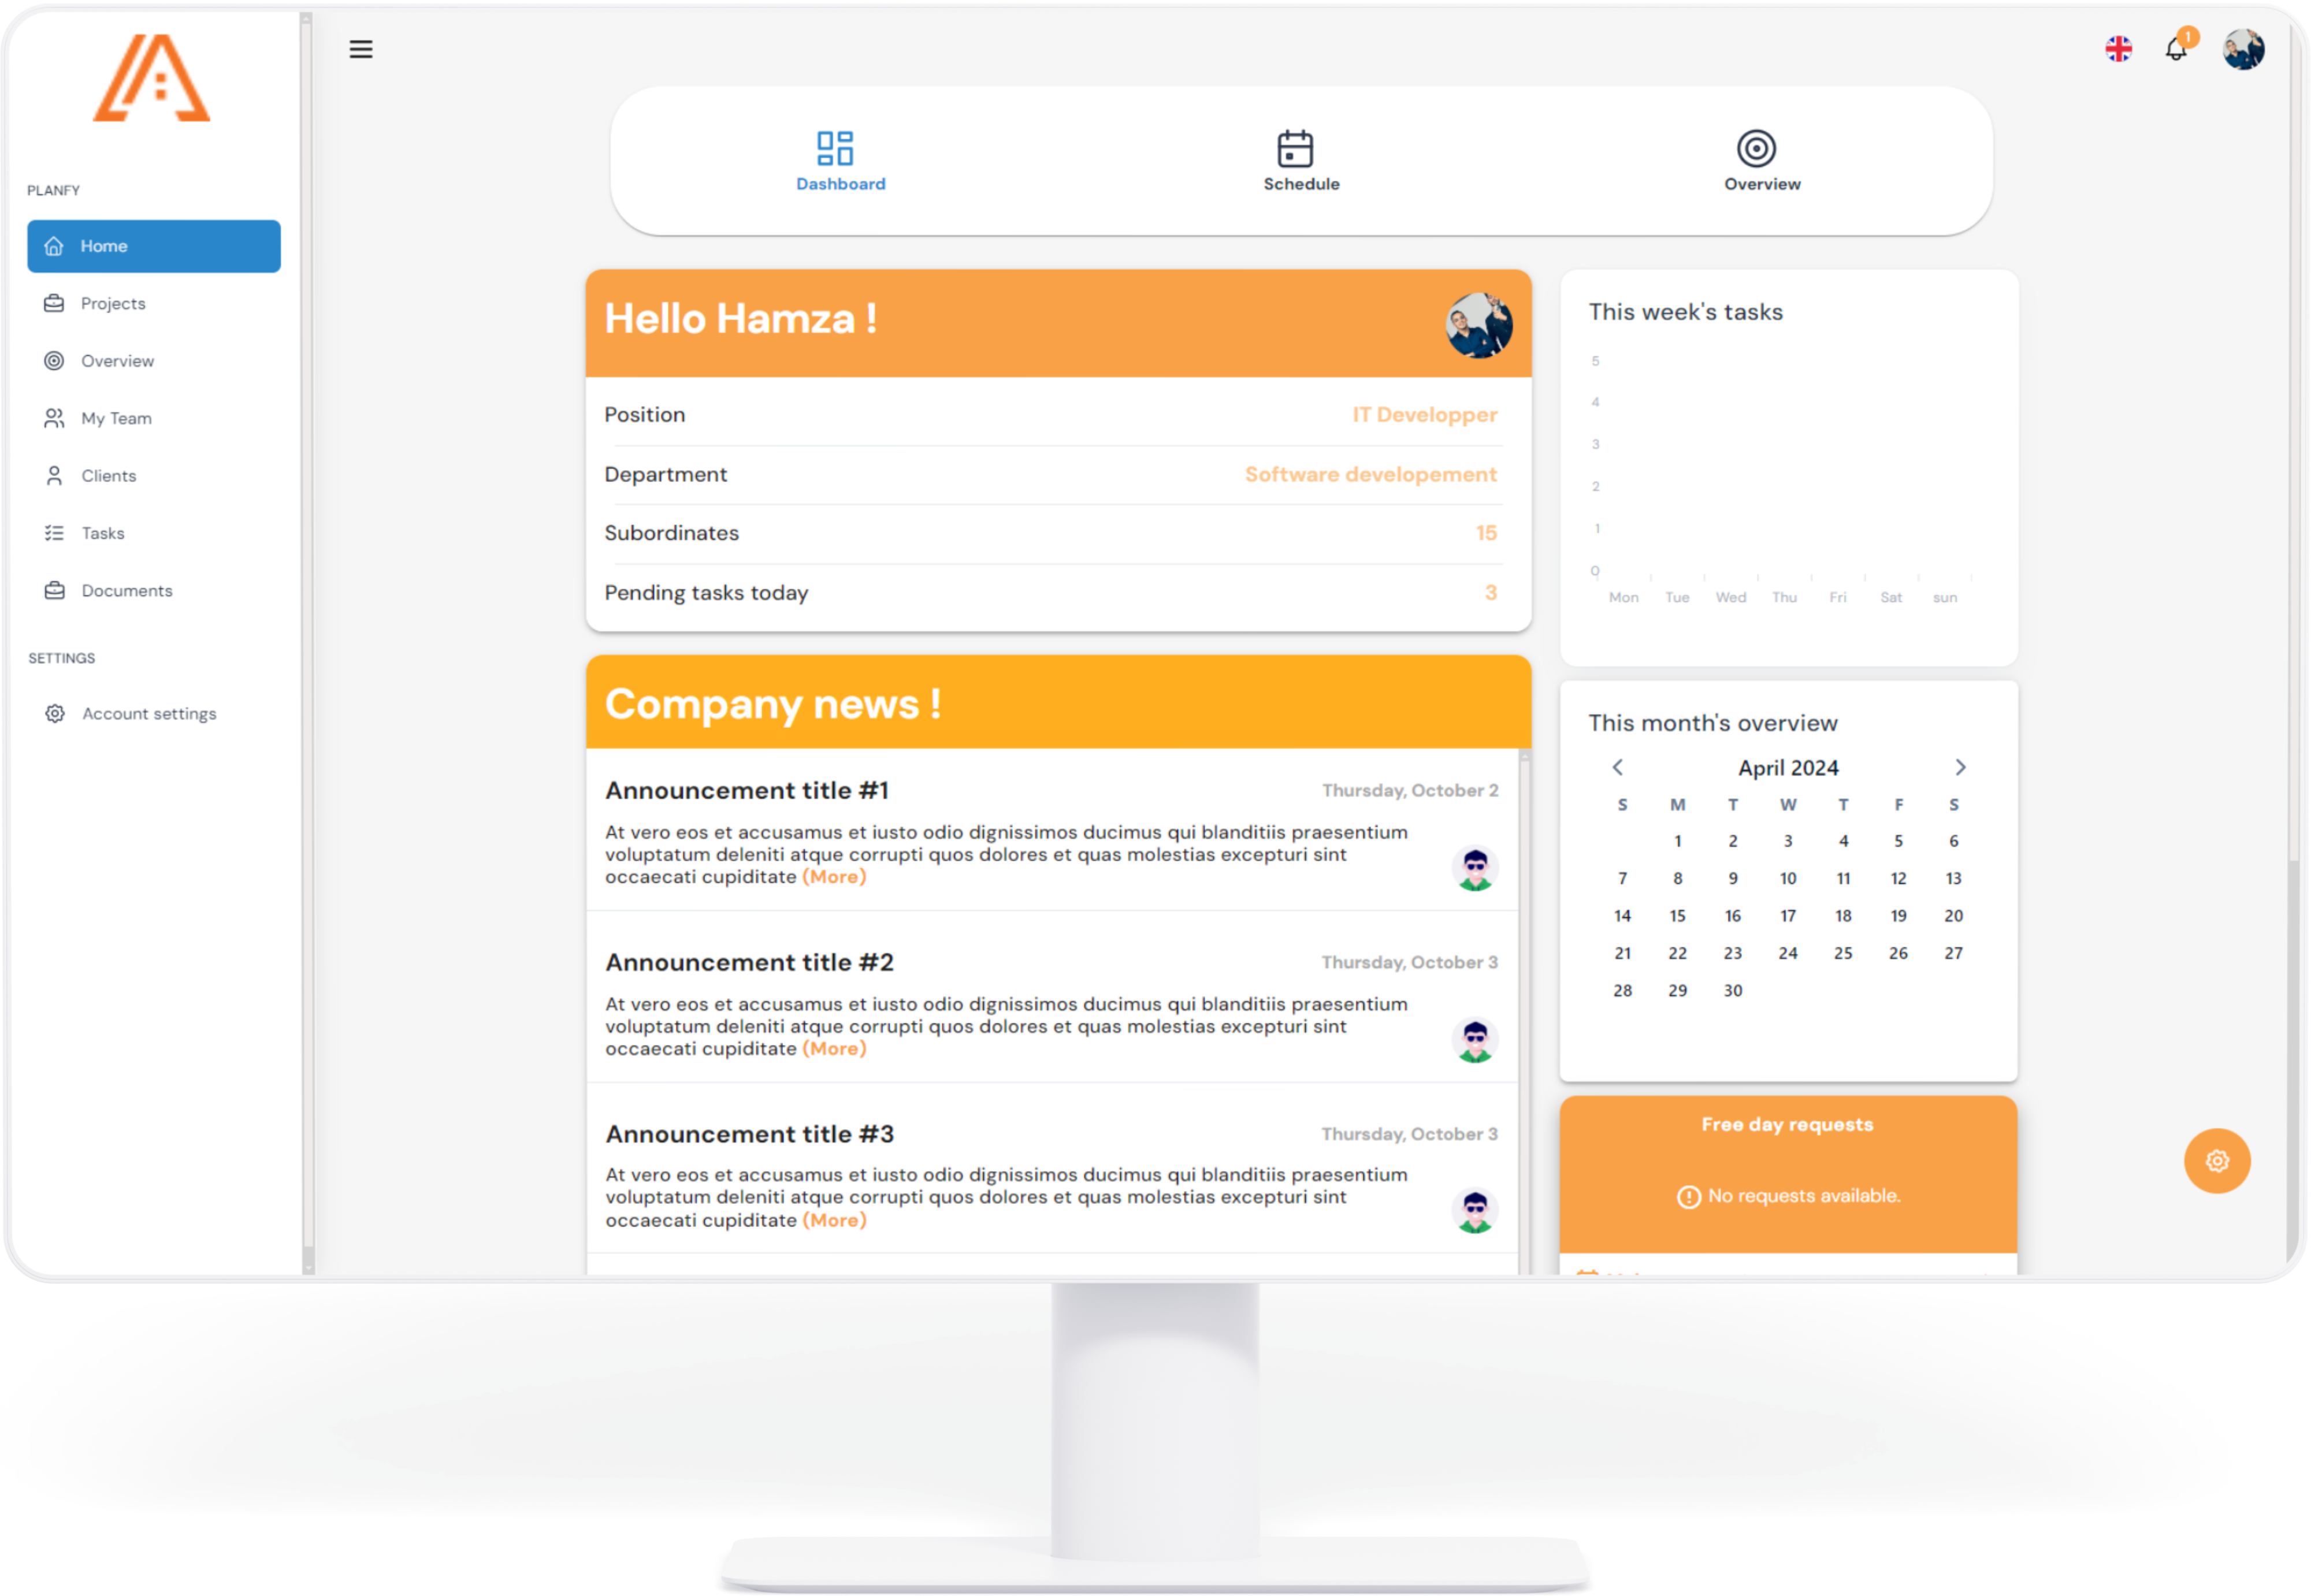 1
PLANFY
Home
Projects
Overview
My Team
Clients
Tasks
Documents
SETTINGS
Account settings
Dashboard
Schedule
Overview
Hello Hamza !
Position
IT Developper
Department
Software developement
Subordinates
15
Pending tasks today
3
Company news !
Announcement title #1
Thursday, October 2
At vero eos et accusamus et iusto odio dignissimos ducimus qui blanditiis praesentium
voluptatum deleniti atque corrupti quos dolores et quas molestias excepturi sint
occaecati cupiditate (More)
Announcement title #2
Thursday, October 3
At vero eos et accusamus et iusto odio dignissimos ducimus qui blanditiis praesentium
voluptatum deleniti atque corrupti quos dolores et quas molestias excepturi sint
occaecati cupiditate (More)
Announcement title #3
Thursday, October 3
At vero eos et accusamus et iusto odio dignissimos ducimus qui blanditiis praesentium
voluptatum deleniti atque corrupti quos dolores et quas molestias excepturi sint
occaecati cupiditate (More)
This week's tasks
5
4
3
2
1
0
Mon Tue Wed Thu Fri Sat sun
This month's overview
April 2024
S M T W T F S
1 2 3 4 5 6
7 8 9 10 11 12 13
14 15 16 17 18 19 20
21 22 23 24 25 26 27
28 29 30
Free day requests
No requests available.